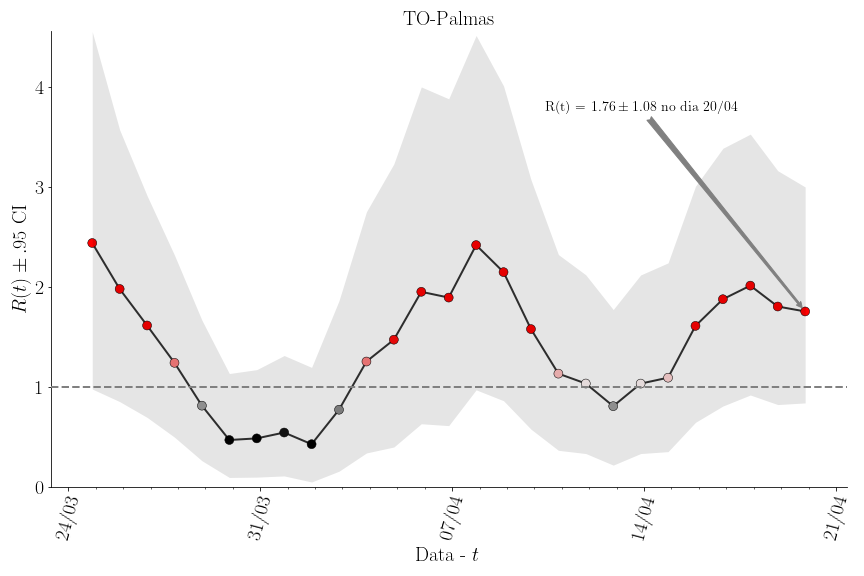 TO-Palmas
R(t) ± .95 CI
4
3
2
1
0
R(t) = 1.76 ± 1.08 no dia 20/04
24/03
31/03
07/04
14/04
21/04
Data - t